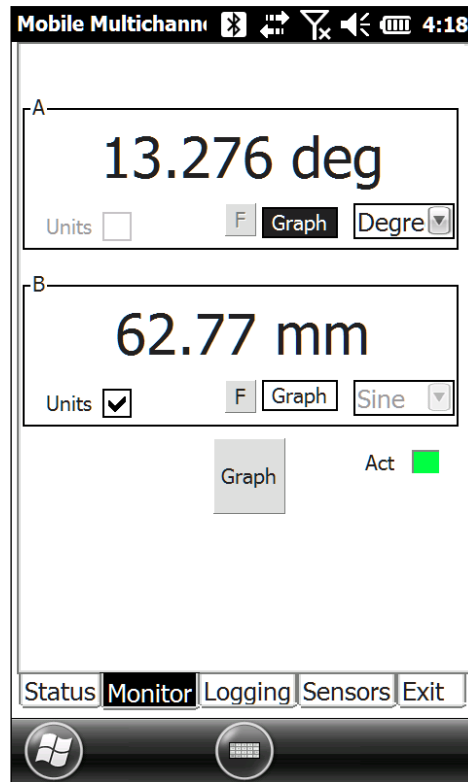 Mobile Multichann 4:18
A
13.276 deg
Units F Graph Degre
B
62.77 mm
Units F Graph Sine
Graph Act
Status Monitor Logging Sensors Exit